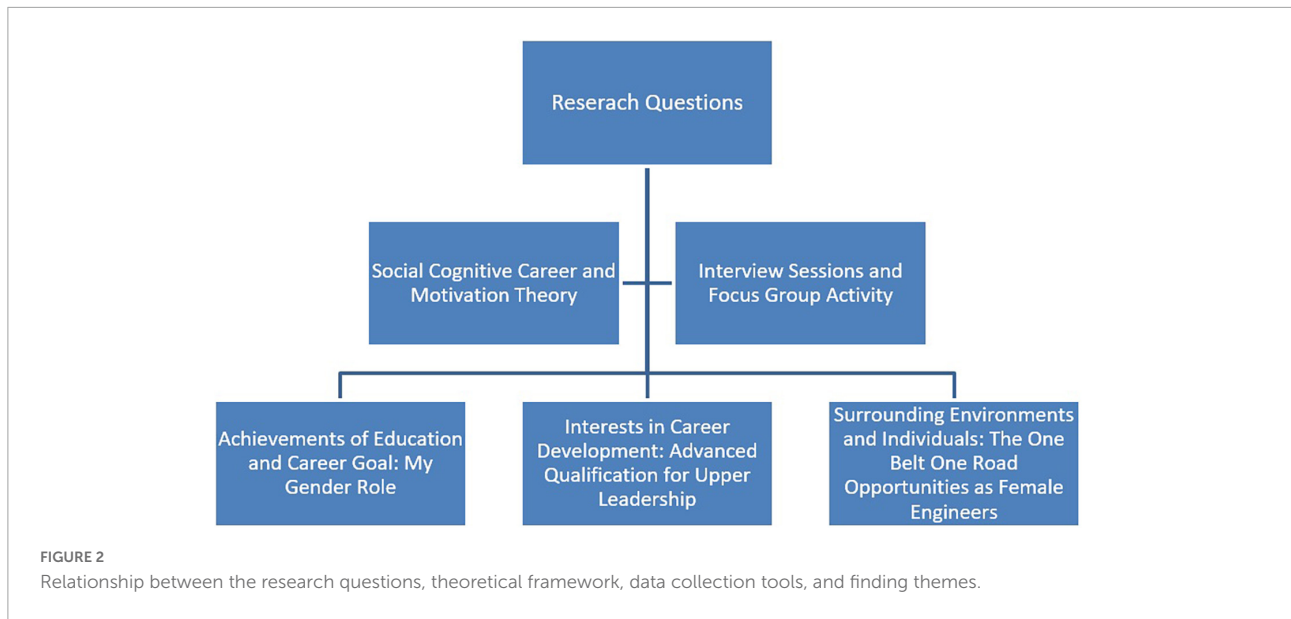 Reserach Questions
Social Cognitive Career and
Motivation Theory
Interview Sessions and
Focus Group Activity
Achievements of Education
and Career Goal: My
Gender Role
Interests in Career
Development: Advanced
Qualification for Upper
Leadership
Surrounding Environments
and Individuals: The One
Belt One Road
Opportunities as Female
Engineers
FIGURE 2
Relationship between the research questions, theoretical framework, data collection tools, and finding themes.